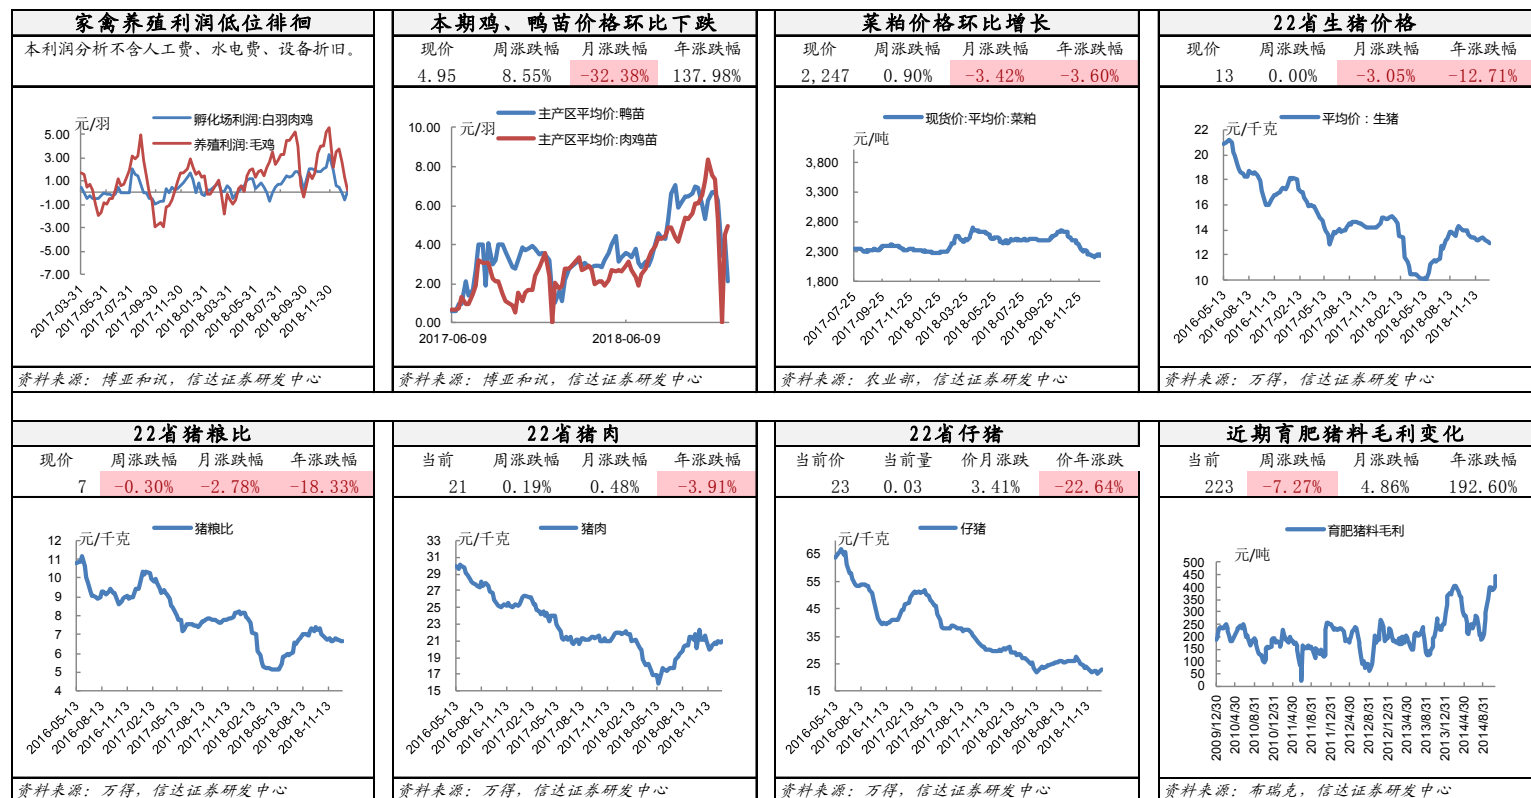 家禽养殖利润低位徘徊
本利润分析不含人工费、水电费、设备折旧。
元/羽
孵化场利润:白羽肉鸡
养殖利润:毛鸡
5.00
3.00
1.00
-1.00
-3.00
-5.00
-7.00
2017-03-31
2017-05-31
2017-07-31
2017-09-30
2017-11-30
2018-01-31
2018-03-31
2018-05-31
2018-07-31
2018-09-30
2018-11-30
资料来源：博亚和讯，信达证券研发中心
本期鸡、鸭苗价格环比下跌
现价 周涨跌幅 月涨跌幅 年涨跌幅
4.95 8.55% -32.38% 137.98%
主产区平均价:鸭苗
主产区平均价:肉鸡苗
元/羽
10.00
8.00
6.00
4.00
2.00
0.00
2017-06-09 2018-06-09
资料来源：博亚和讯，信达证券研发中心
菜粕价格环比增长
现价 周涨跌幅 月涨跌幅 年涨跌幅
2,247 0.90% -3.42% -3.60%
现货价:平均价:菜粕
元/吨
3,800
3,300
2,800
2,300
1,800
2017-07-25
2017-09-25
2017-11-25
2018-01-25
2018-03-25
2018-05-25
2018-07-25
2018-09-25
2018-11-25
资料来源：农业部，信达证券研发中心
22省生猪价格
现价 周涨跌幅 月涨跌幅 年涨跌幅
13 0.00% -3.05% -12.71%
平均价：生猪
元/千克
22
20
18
16
14
12
10
2016-05-13
2016-08-13
2016-11-13
2017-02-13
2017-05-13
2017-08-13
2017-11-13
2018-02-13
2018-05-13
2018-08-13
2018-11-13
资料来源：万得，信达证券研发中心
22省猪粮比
现价 周涨跌幅 月涨跌幅 年涨跌幅
7 -0.30% -2.78% -18.33%
猪粮比
元/千克
12
11
10
9
8
7
6
5
4
2016-05-13
2016-08-13
2016-11-13
2017-02-13
2017-05-13
2017-08-13
2017-11-13
2018-02-13
2018-05-13
2018-08-13
2018-11-13
资料来源：万得，信达证券研发中心
22省猪肉
当前 周涨跌幅 月涨跌幅 年涨跌幅
21 0.19% 0.48% -3.91%
猪肉
元/千克
33
31
29
27
25
23
21
19
17
15
2016-05-13
2016-08-13
2016-11-13
2017-02-13
2017-05-13
2017-08-13
2017-11-13
2018-02-13
2018-05-13
2018-08-13
2018-11-13
资料来源：万得，信达证券研发中心
22省仔猪
当前价 当前量 价月涨跌 价年涨跌
23 0.03 3.41% -22.64%
仔猪
元/千克
65
55
45
35
25
15
2016-05-13
2016-08-13
2016-11-13
2017-02-13
2017-05-13
2017-08-13
2017-11-13
2018-02-13
2018-05-13
2018-08-13
2018-11-13
资料来源：万得，信达证券研发中心
近期育肥猪料毛利变化
当前 周涨跌幅 月涨跌幅 年涨跌幅
223 -7.27% 4.86% 192.60%
育肥猪料毛利
元/吨
500
450
400
350
300
250
200
150
100
50
0
2009/12/30
2010/4/30
2010/8/31
2010/12/31
2011/4/30
2011/8/31
2011/12/31
2012/4/30
2012/8/31
2012/12/31
2013/4/30
2013/8/31
2013/12/31
2014/4/30
2014/8/31
资料来源：布瑞克，信达证券研发中心